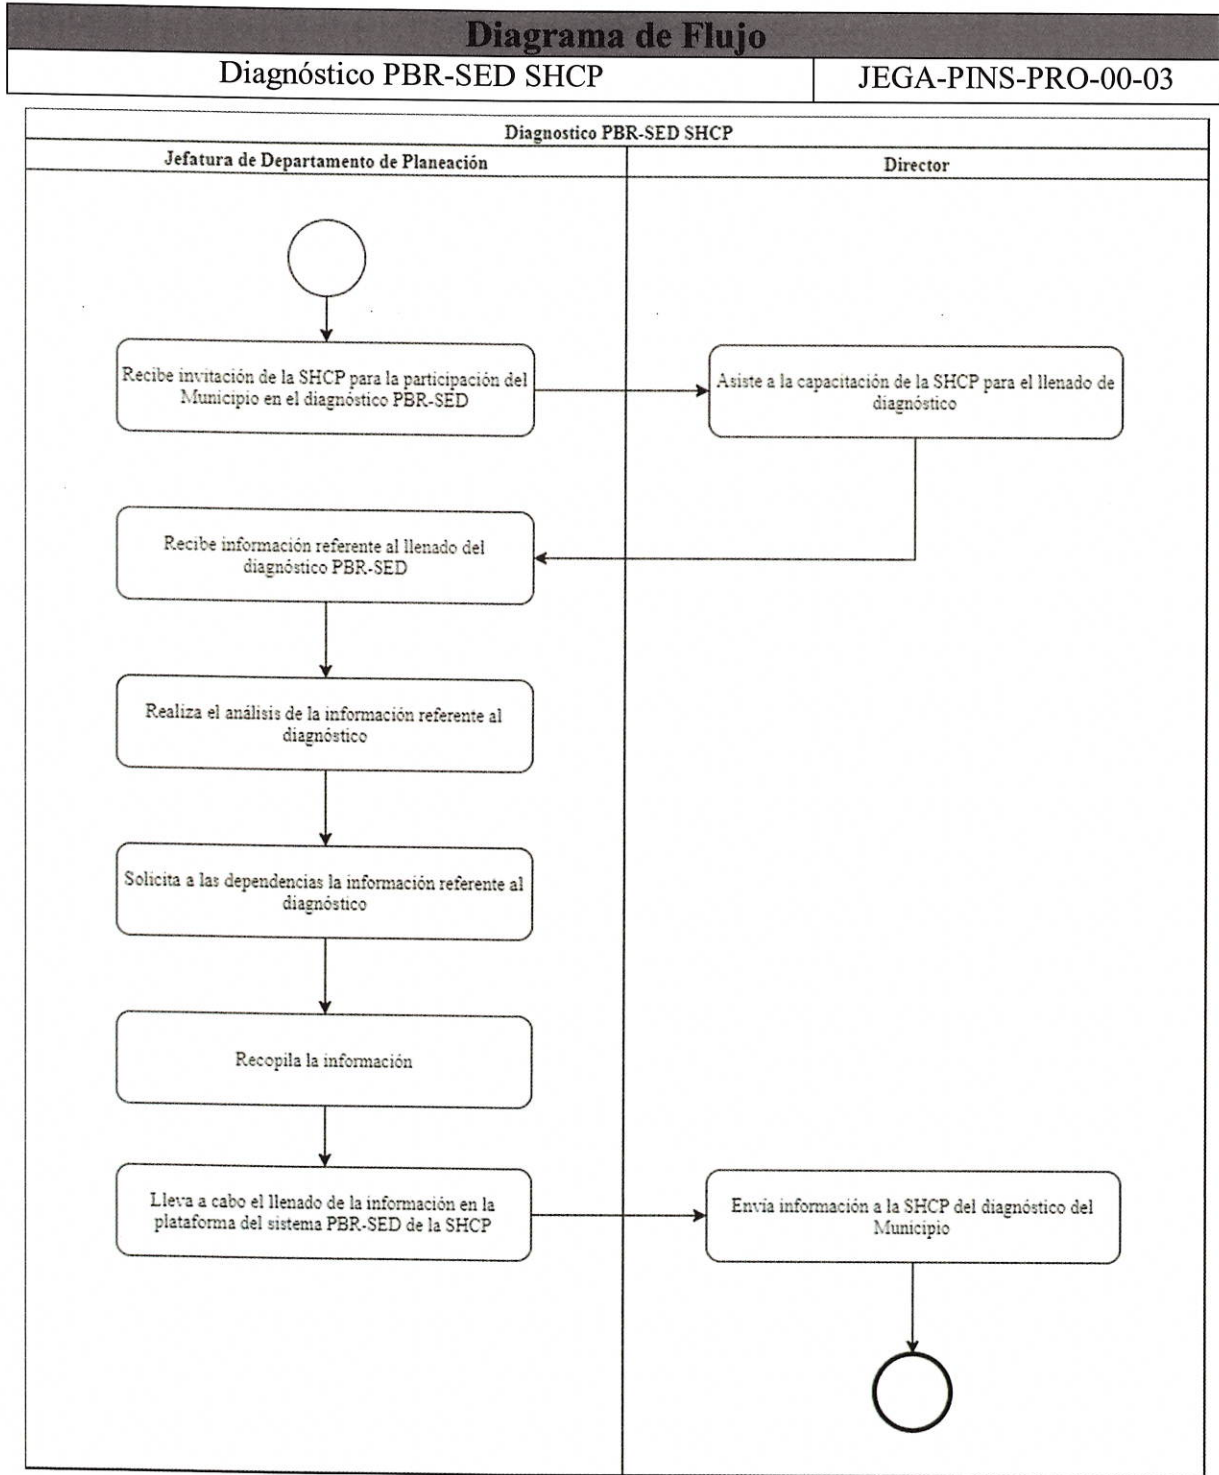 Diagrama de Flujo
Diagnóstico PBR-SED SHCP
JEGA-PINS-PRO-00-03
Diagnostico PBR-SED SHCP
Jefatura de Departamento de Planeación
Director
Recibe invitación de la SHCP para la participación del
Municipio en el diagnóstico PBR-SED
Asiste a la capacitación de la SHCP para el llenado de
diagnóstico
Recibe información referente al llenado del
diagnóstico PBR-SED
Realiza el análisis de la información referente al
diagnóstico
Solicita a las dependencias la información referente al
diagnóstico
Recopila la información
Lleva a cabo el llenado de la información en la
plataforma del sistema PBR-SED de la SHCP
Envía información a la SHCP del diagnóstico del
Municipio